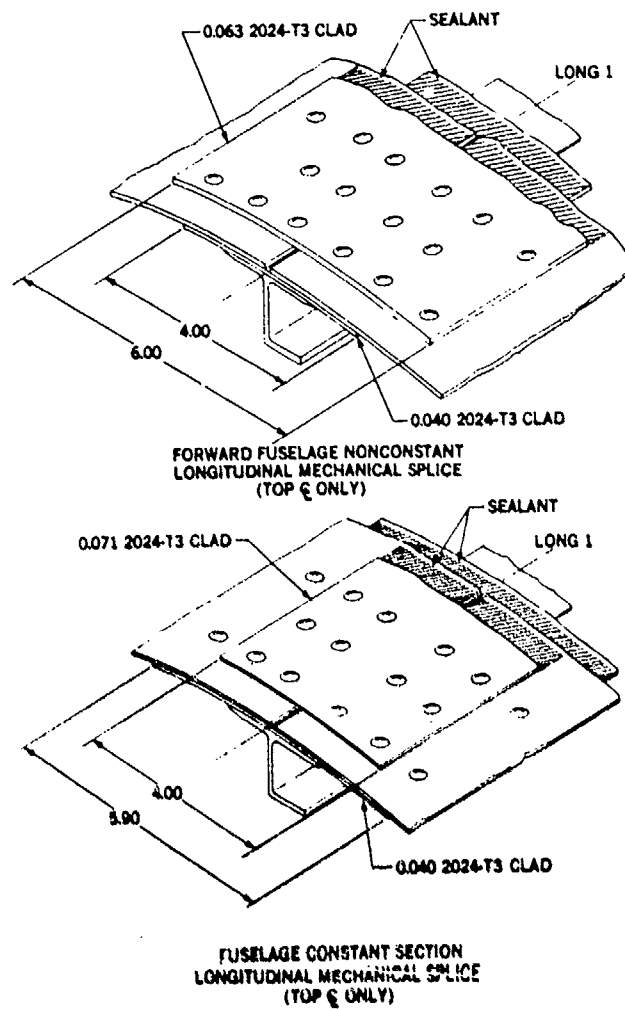 0.063 2024-T3 CLAD
SEALANT
LONG 1
4.00
6.00
0.040 2024-T3 CLAD
FORWARD FUSELAGE NONCONSTANT
LONGITUDINAL MECHANICAL SPLICE
(TOP ℄ ONLY)
SEALANT
0.071 2024-T3 CLAD
LONG 1
4.00
5.90
0.040 2024-T3 CLAD
FUSELAGE CONSTANT SECTION
LONGITUDINAL MECHANICAL SPLICE
(TOP ℄ ONLY)